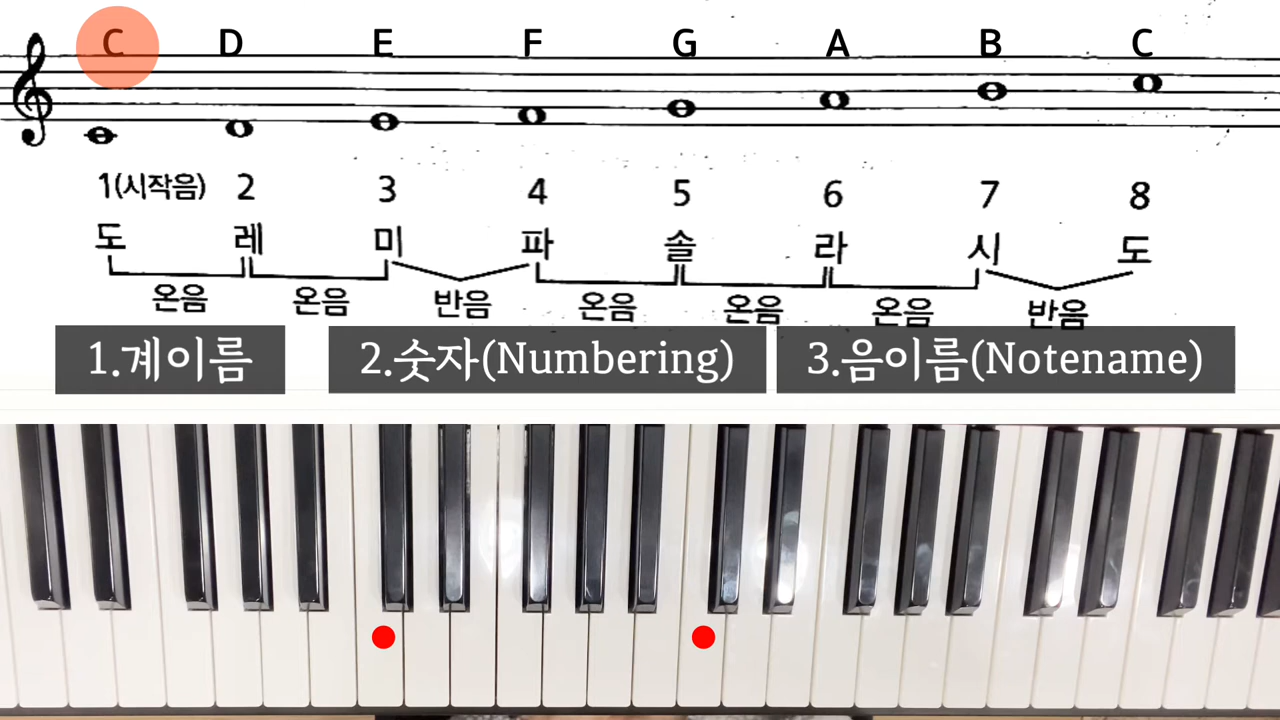 C D E F G A B C
1(시작음) 2 3 4 5 6 7 8
도 레 미 파 솔 라 시 도
온음 온음 반음 온음 온음 온음 반음
1.계이름 2.숫자(Numbering) 3.음이름(Notename)